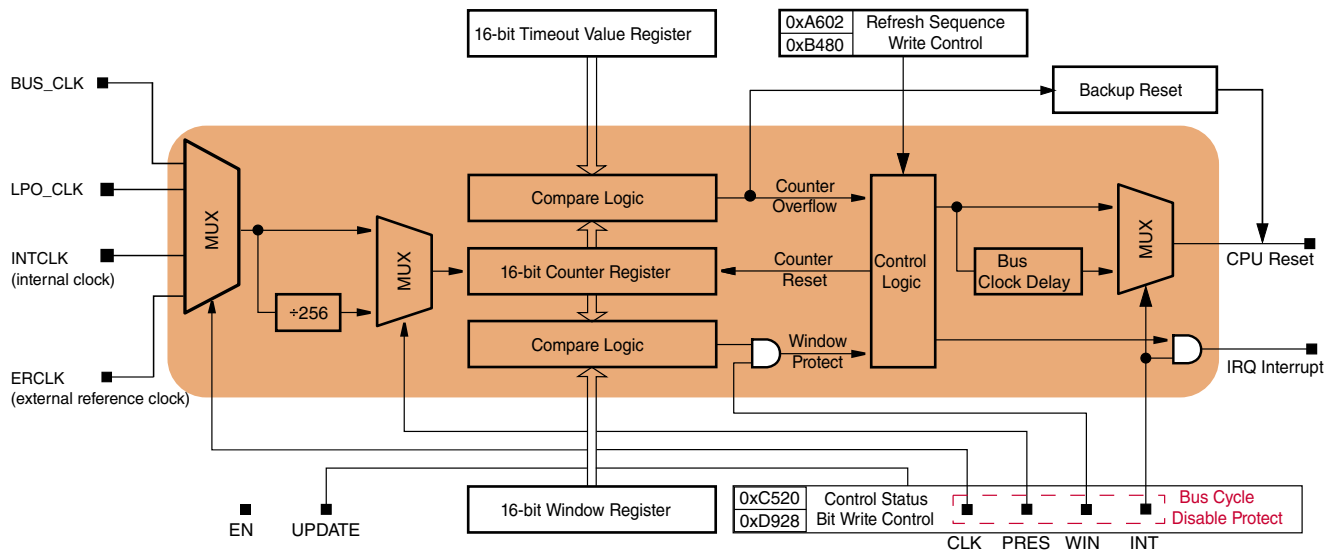 16-bit Timeout Value Register
0xA602
0xB480
Refresh Sequence
Write Control
BUS_CLK
Backup Reset
LPO_CLK
MUX
Compare Logic
Counter
Overflow
INTCLK
(internal clock)
MUX
16-bit Counter Register
Counter
Reset
Control
Logic
Bus
Clock Delay
MUX
CPU Reset
÷256
Compare Logic
Window
Protect
ERCLK
(external reference clock)
IRQ Interrupt
EN
UPDATE
16-bit Window Register
0xC520
0xD928
Control Status
Bit Write Control
Bus Cycle
Disable Protect
CLK
PRES
WIN
INT